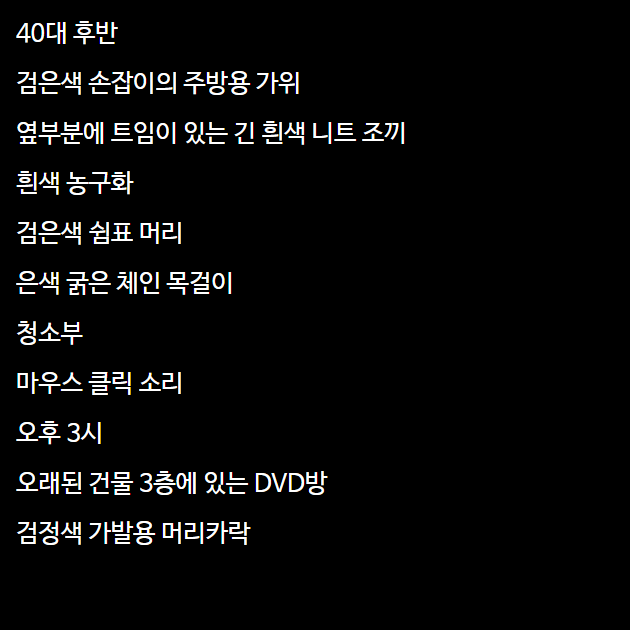 40대 후반
검은색 손잡이의 주방용 가위
옆부분에 트임이 있는 긴 흰색 니트 조끼
흰색 농구화
검은색 쉼표 머리
은색 굵은 체인 목걸이
청소부
마우스 클릭 소리
오후 3시
오래된 건물 3층에 있는 DVD방
검정색 가발용 머리카락